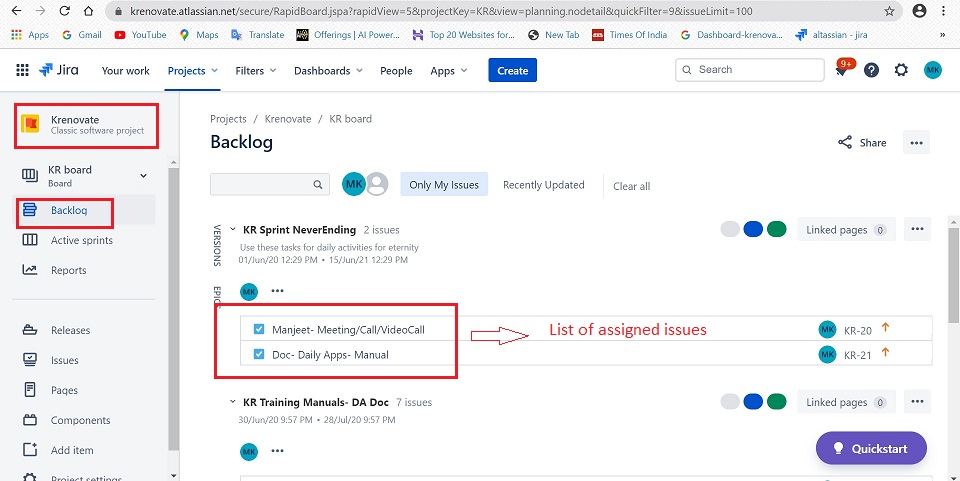 krenovate.atlassian.net/secure/RapidBoard.jspa?rapidView=5&projectKey=KR&view=planning.nodetail&quickFilter=9&issueLimit=100
Apps Gmail YouTube Maps Translate Offerings | AI Power... Top 20 Websites for... New Tab Times Of India Dashboard-krenova... altassian - jira »
Jira Your work Projects Filters Dashboards People Apps Create Search 9+ MK
Krenovate
Classic software project
KR board
Board
Backlog
Active sprints
Reports
Releases
Issues
Pages
Components
Add item
Project settings
Projects / Krenovate / KR board
Backlog
Share
MK Only My Issues Recently Updated Clear all
VERSIONS
EPIC
KR Sprint NeverEnding 2 issues
Linked pages 0
Use these tasks for daily activities for eternity
01/Jun/20 12:29 PM • 15/Jun/21 12:29 PM
MK
Manjeet- Meeting/Call/VideoCall
MK KR-20
Doc- Daily Apps- Manual
MK KR-21
List of assigned issues
KR Training Manuals- DA Doc 7 issues
Linked pages 0
30/Jun/20 9:57 PM • 28/Jul/20 9:57 PM
MK
Quickstart